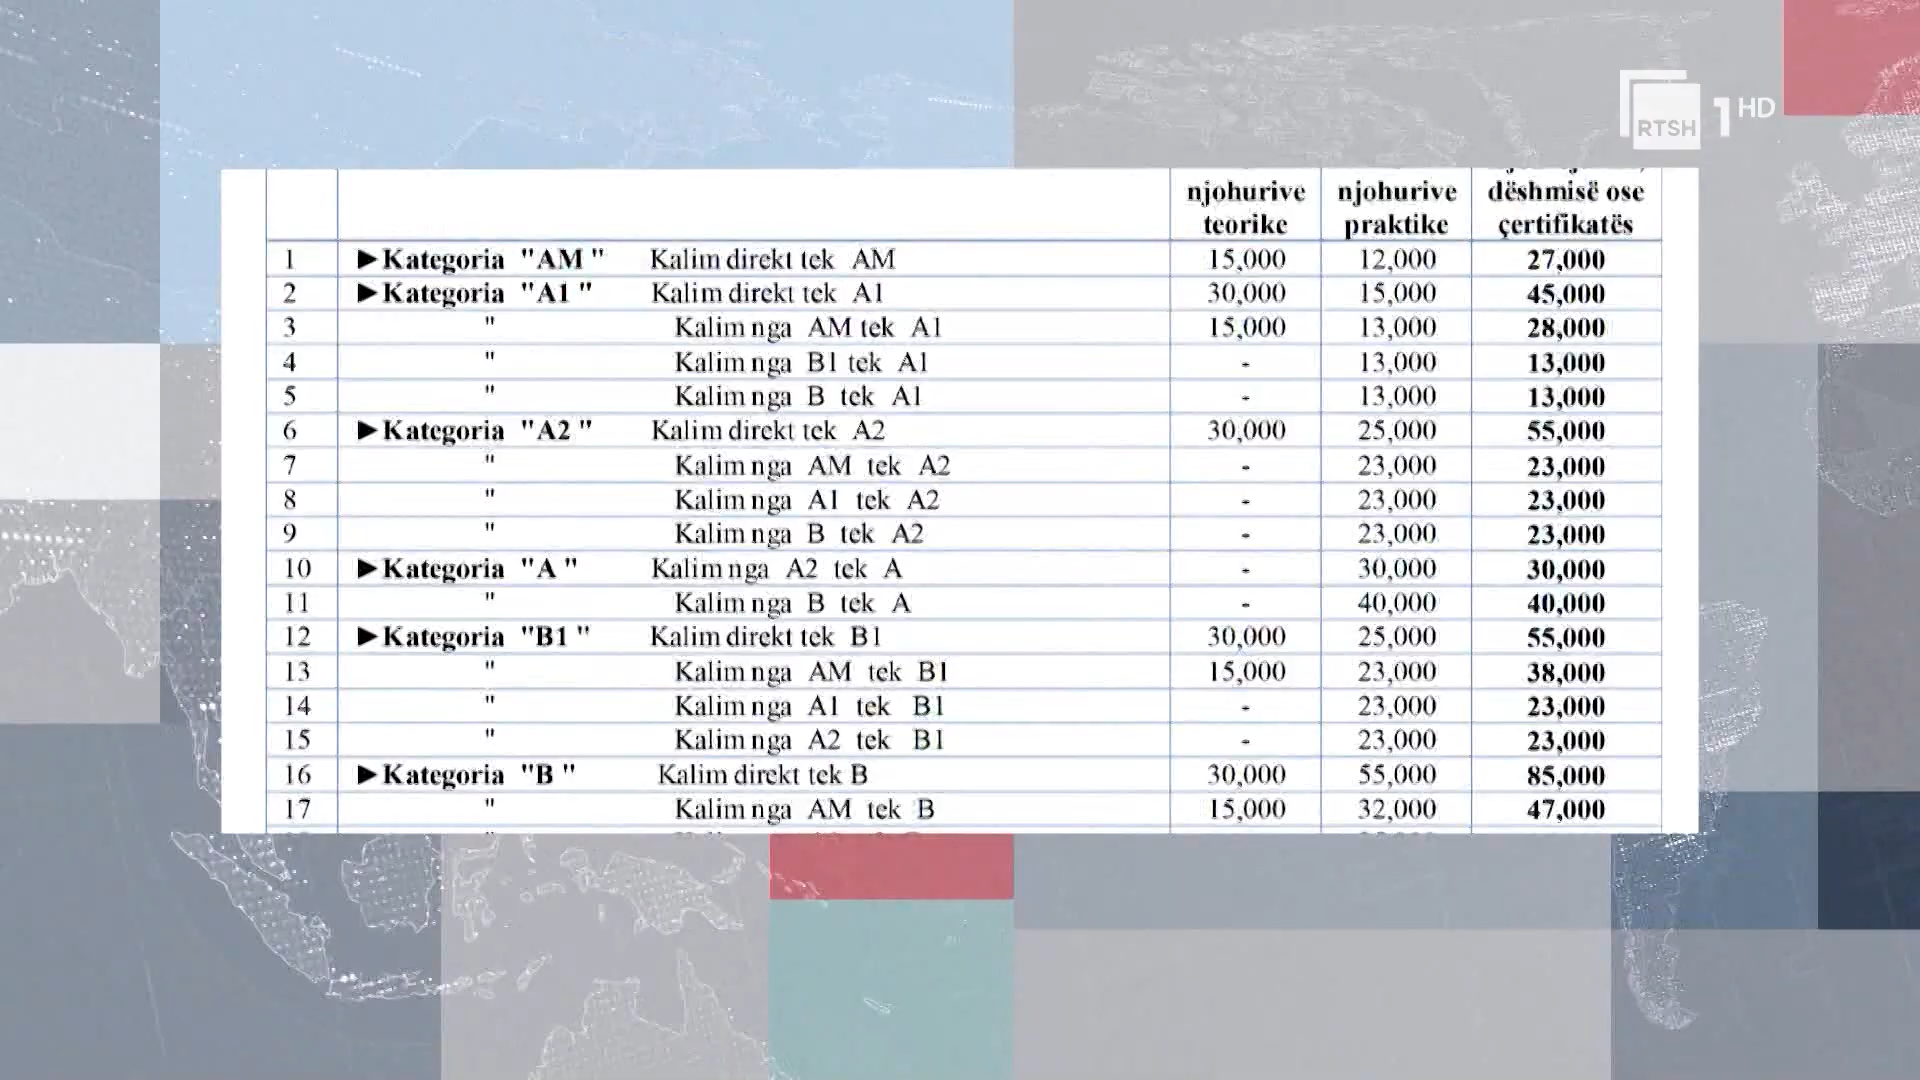 RTSH 1 HD
njohurive teorike njohurive praktike dëshmisë ose çertifikatës
1 ►Kategoria "AM" Kalim direkt tek AM 15,000 12,000 27,000
2 ►Kategoria "A1" Kalim direkt tek A1 30,000 15,000 45,000
3 " Kalim nga AM tek A1 15,000 13,000 28,000
4 " Kalim nga B1 tek A1 - 13,000 13,000
5 " Kalim nga B tek A1 - 13,000 13,000
6 ►Kategoria "A2" Kalim direkt tek A2 30,000 25,000 55,000
7 " Kalim nga AM tek A2 - 23,000 23,000
8 " Kalim nga A1 tek A2 - 23,000 23,000
9 " Kalim nga B tek A2 - 23,000 23,000
10 ►Kategoria "A" Kalim nga A2 tek A - 30,000 30,000
11 " Kalim nga B tek A - 40,000 40,000
12 ►Kategoria "B1" Kalim direkt tek B1 30,000 25,000 55,000
13 " Kalim nga AM tek B1 15,000 23,000 38,000
14 " Kalim nga A1 tek B1 - 23,000 23,000
15 " Kalim nga A2 tek B1 - 23,000 23,000
16 ►Kategoria "B" Kalim direkt tek B 30,000 55,000 85,000
17 " Kalim nga AM tek B 15,000 32,000 47,000